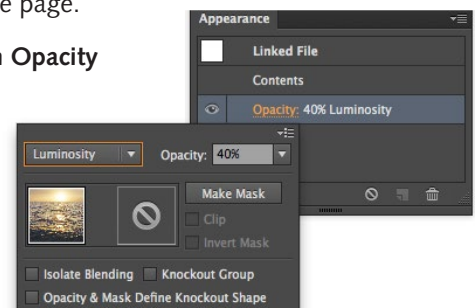 e page.
n Opacity
Appearance
Linked File
Contents
Opacity: 40% Luminosity
Luminosity Opacity: 40%
Make Mask
Clip
Invert Mask
Isolate Blending Knockout Group
Opacity & Mask Define Knockout Shape